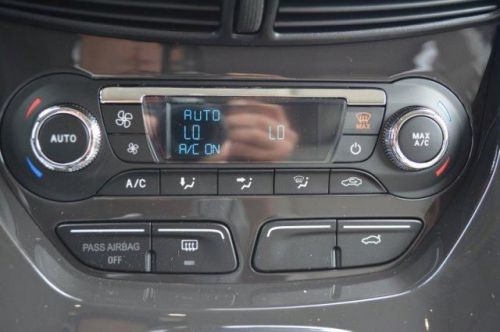 AUTO
AUTO
LO LO
A/C ON
MAX
MAX
A/C
A/C
PASS AIRBAG
OFF